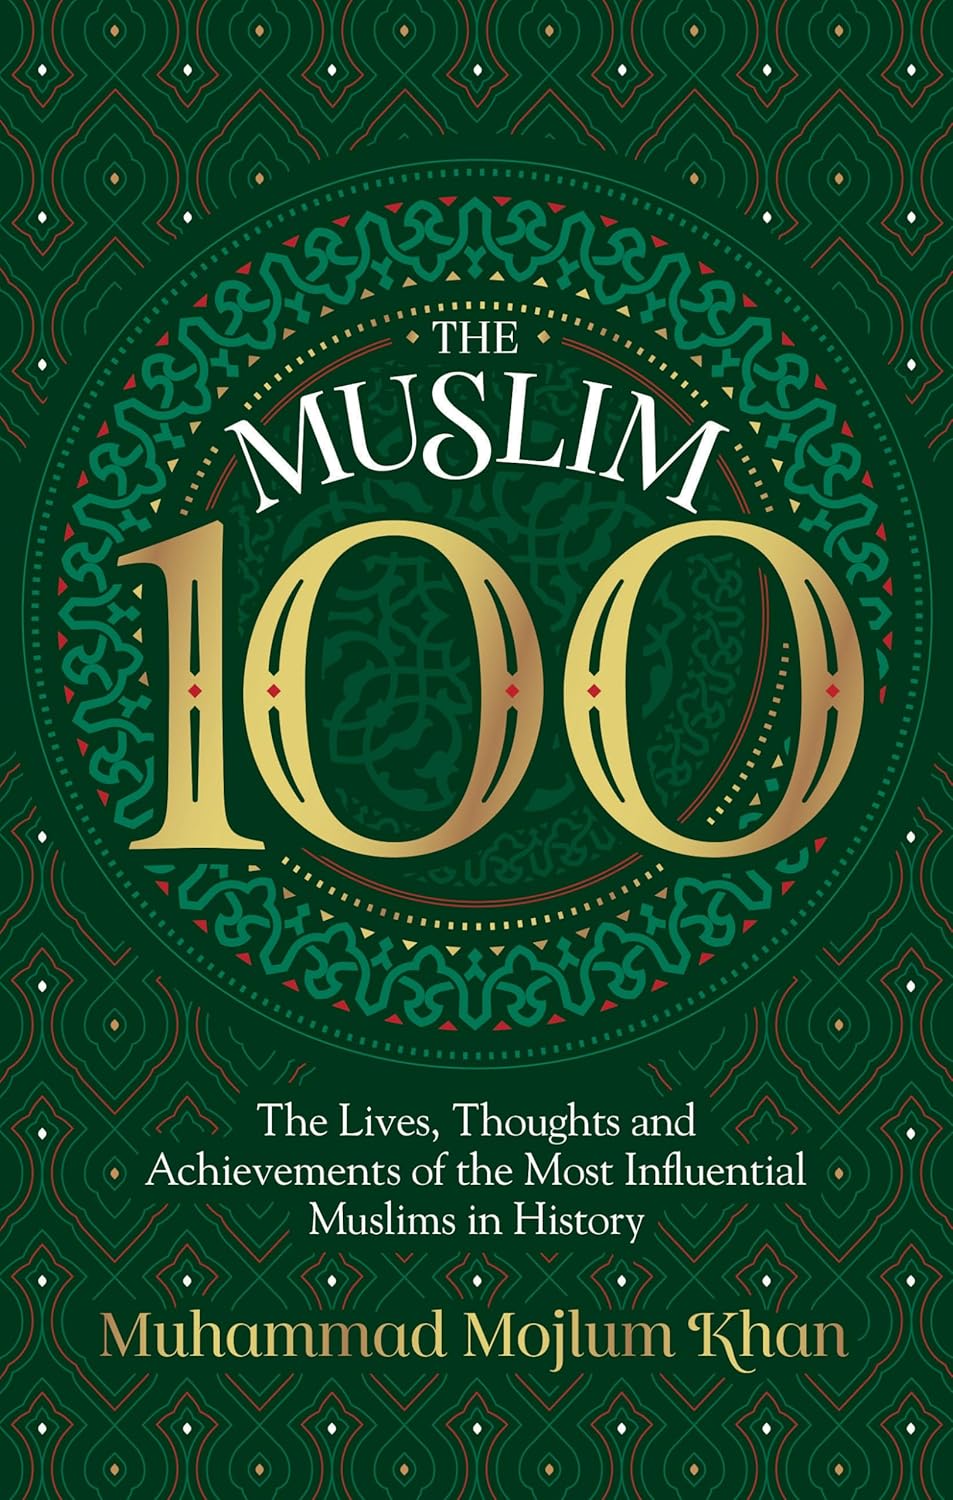 THE
MUSLIM
100
The Lives, Thoughts and
Achievements of the Most Influential
Muslims in History
Muhammad Mojlum Khan